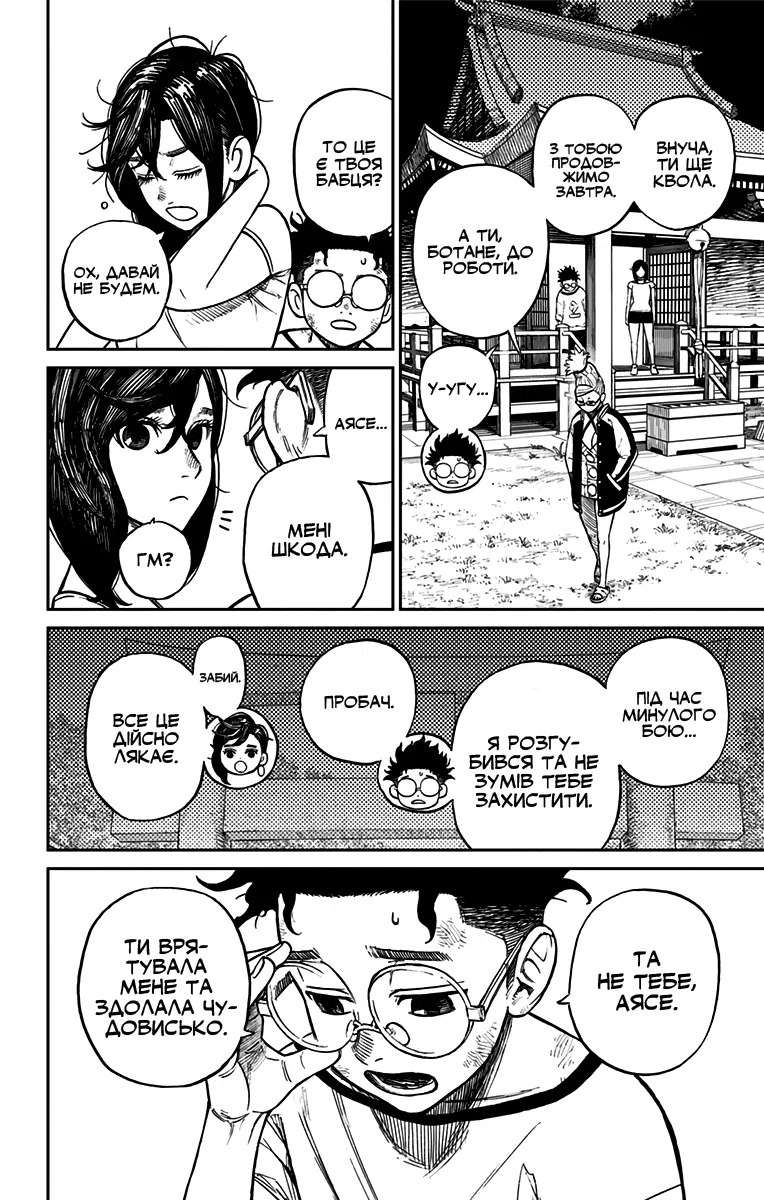 ВНУЧА,
ТИ ЩЕ
КВОЛА.
З ТОБОЮ
ПРОДОВ-
ЖИМО
ЗАВТРА.
А ТИ,
БОТАНЕ, ДО
РОБОТИ.
У-УГУ...
ТО ЦЕ
Є ТВОЯ
БАБЦЯ?
ОХ, ДАВАЙ
НЕ БУДЕМ.
АЯСЕ...
МЕНІ
ШКОДА.
ГМ?
ПІД ЧАС
МИНУЛОГО
БОЮ...
Я РОЗГУ-
БИВСЯ ТА НЕ
ЗУМІВ ТЕБЕ
ЗАХИСТИТИ.
ПРОБАЧ.
ЗАБИЙ.
ВСЕ ЦЕ
ДІЙСНО
ЛЯКАЄ.
ТА
НЕ ТЕБЕ,
АЯСЕ.
ТИ ВРЯ-
ТУВАЛА
МЕНЕ ТА
ЗДОЛАЛА ЧУ-
ДОВИСЬКО.